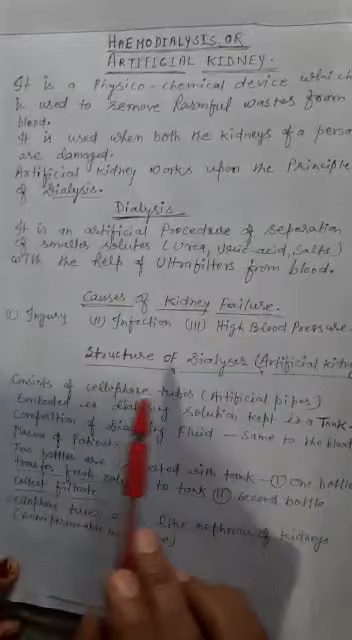 HAEMODIALYSIS OR
ARTIFICIAL KIDNEY.
It is a Physico-chemical device which
is used to remove harmful wastes from
blood.
It is used when both the kidneys of a person
are damaged.
Artificial Kidney works upon the Principle
of Dialysis.
Dialysis
It is an artificial Procedure of separation
of smaller solutes (Urea, Uric acid, Salts)
with the help of Ultrafilters from blood.
Causes of Kidney Failure.
(I) Injury (II) Infection (III) High Blood Pressure
Structure of Dialyser (Artificial Kidney
Consists of cellophane tubes (Artificial pipes)
solution kept in a Tank
Composition of Fluid - same to the blood
Plasma of Patient
Two bottles are with tank - (I) One bottle
transfer fresh to tank (II) Second bottle
Collect filtrate
cellophane tubes like nephrons of kidneys